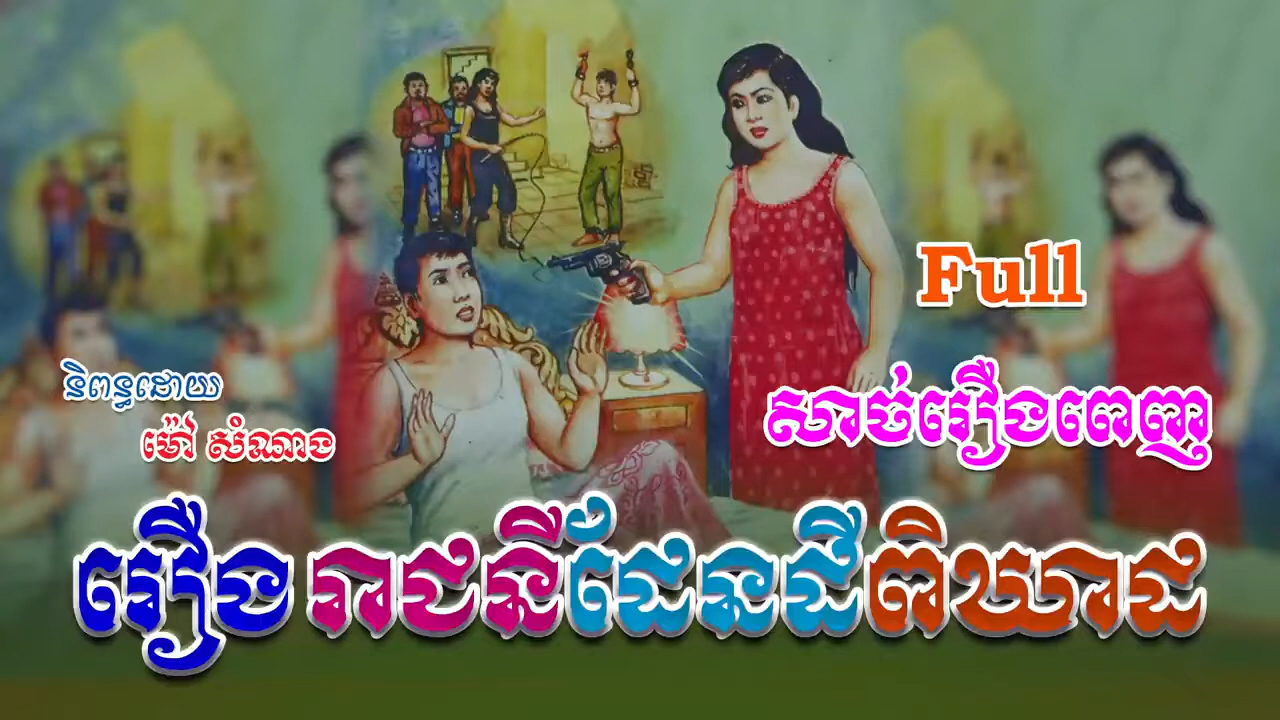 Full
និពន្ធដោយ
ម៉ៅ សំណាង
សាច់រឿងពេញ
រឿង រាជនីដែនដីពិឃាដ